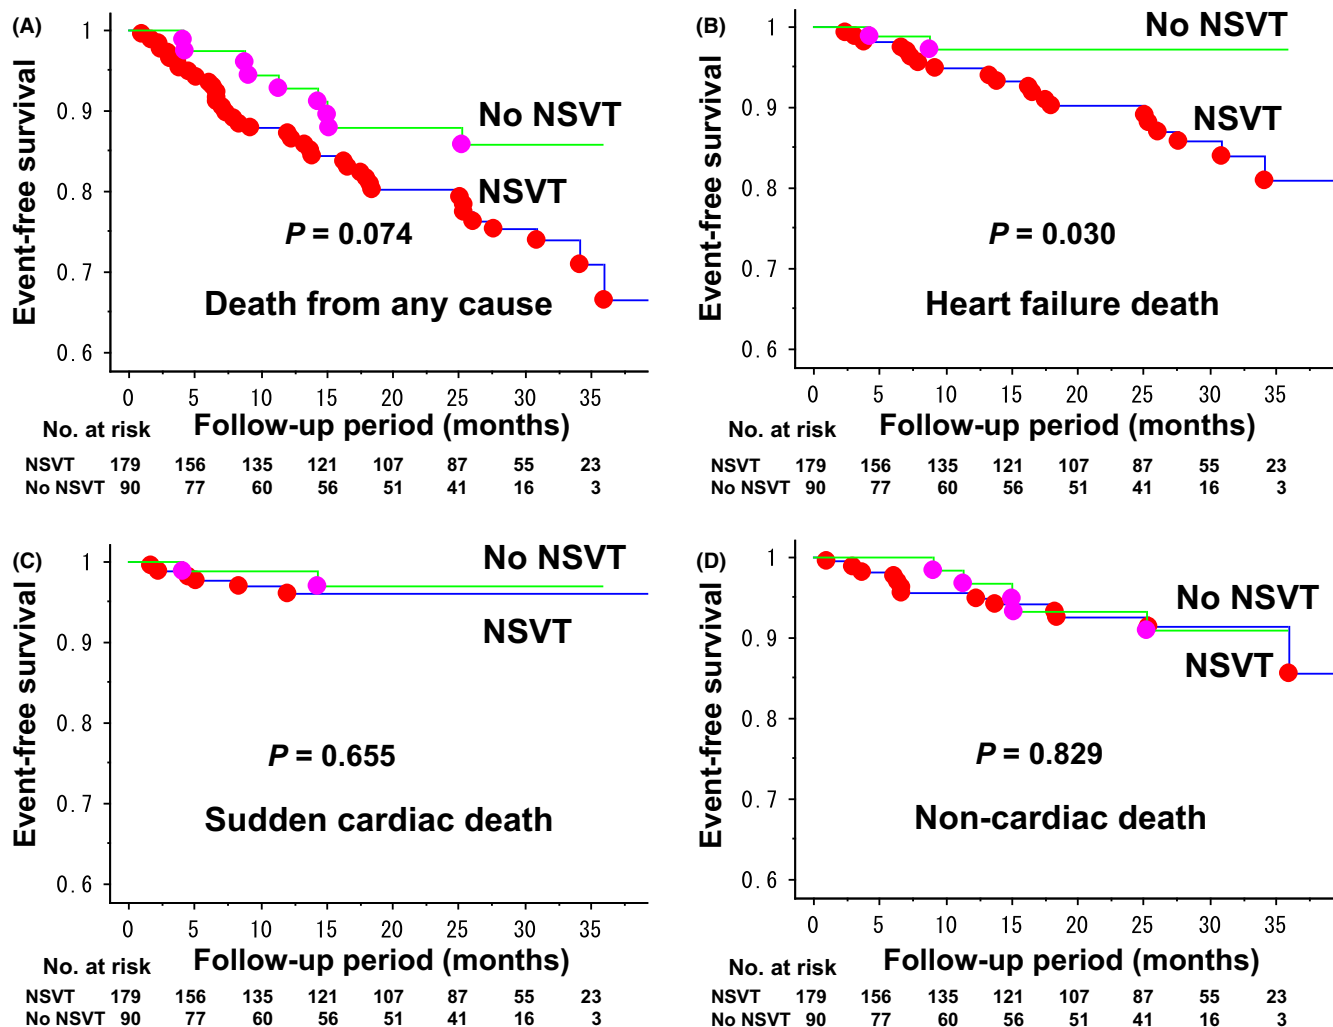 (A)
Event-free survival
1
0.9
0.8
0.7
0.6
No NSVT
NSVT
P = 0.074
Death from any cause
0 5 10 15 20 25 30 35
No. at risk Follow-up period (months)
NSVT 179 156 135 121 107 87 55 23
No NSVT 90 77 60 56 51 41 16 3
(B)
Event-free survival
1
0.9
0.8
0.7
0.6
No NSVT
NSVT
P = 0.030
Heart failure death
0 5 10 15 20 25 30 35
No. at risk Follow-up period (months)
NSVT 179 156 135 121 107 87 55 23
No NSVT 90 77 60 56 51 41 16 3
(C)
Event-free survival
1
0.9
0.8
0.7
0.6
No NSVT
NSVT
P = 0.655
Sudden cardiac death
0 5 10 15 20 25 30 35
No. at risk Follow-up period (months)
NSVT 179 156 135 121 107 87 55 23
No NSVT 90 77 60 56 51 41 16 3
(D)
Event-free survival
1
0.9
0.8
0.7
0.6
No NSVT
NSVT
P = 0.829
Non-cardiac death
0 5 10 15 20 25 30 35
No. at risk Follow-up period (months)
NSVT 179 156 135 121 107 87 55 23
No NSVT 90 77 60 56 51 41 16 3